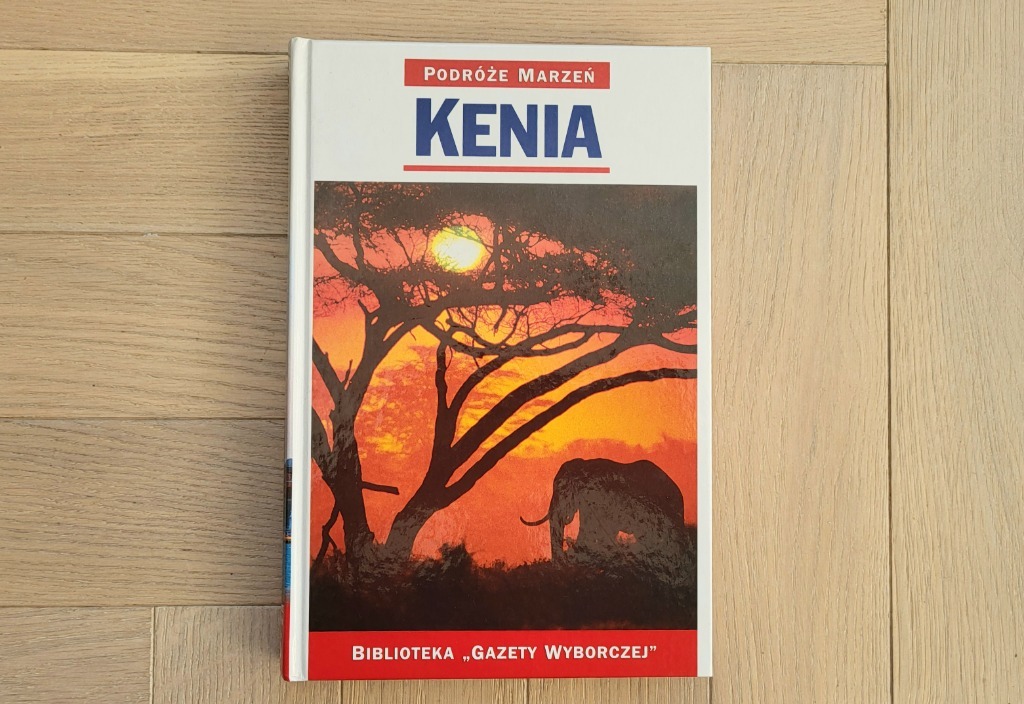 PODRÓŻE MARZEŃ
KENIA
BIBLIOTEKA „GAZETY WYBORCZEJ”